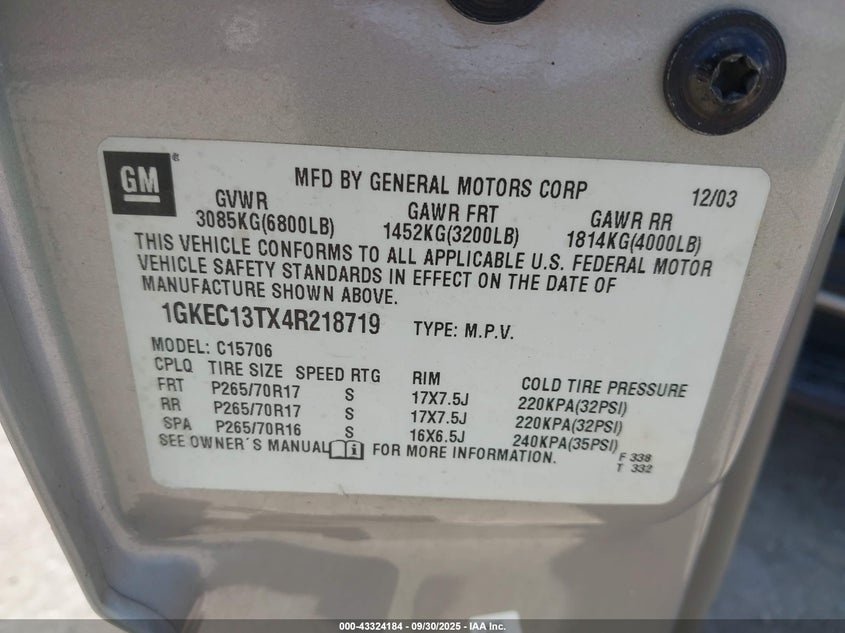 GM ®
MFD BY GENERAL MOTORS CORP 12/03
GVWR GAWR FRT GAWR RR
3085KG(6800LB) 1452KG(3200LB) 1814KG(4000LB)
THIS VEHICLE CONFORMS TO ALL APPLICABLE U.S. FEDERAL MOTOR
VEHICLE SAFETY STANDARDS IN EFFECT ON THE DATE OF
MANUFACTURE SHOWN ABOVE.
1GKEC13TX4R218719 TYPE: M.P.V.
MODEL: C15706
CPLQ TIRE SIZE SPEED RTG RIM COLD TIRE PRESSURE
FRT P265/70R17 S 17X7.5J 220KPA(32PSI)
RR P265/70R17 S 17X7.5J 220KPA(32PSI)
SPA P265/70R16 S 16X6.5J 240KPA(35PSI)
SEE OWNER´S MANUAL i FOR MORE INFORMATION.
F 338
T 332
000-43324184 — 09/30/2025 — IAA Inc.